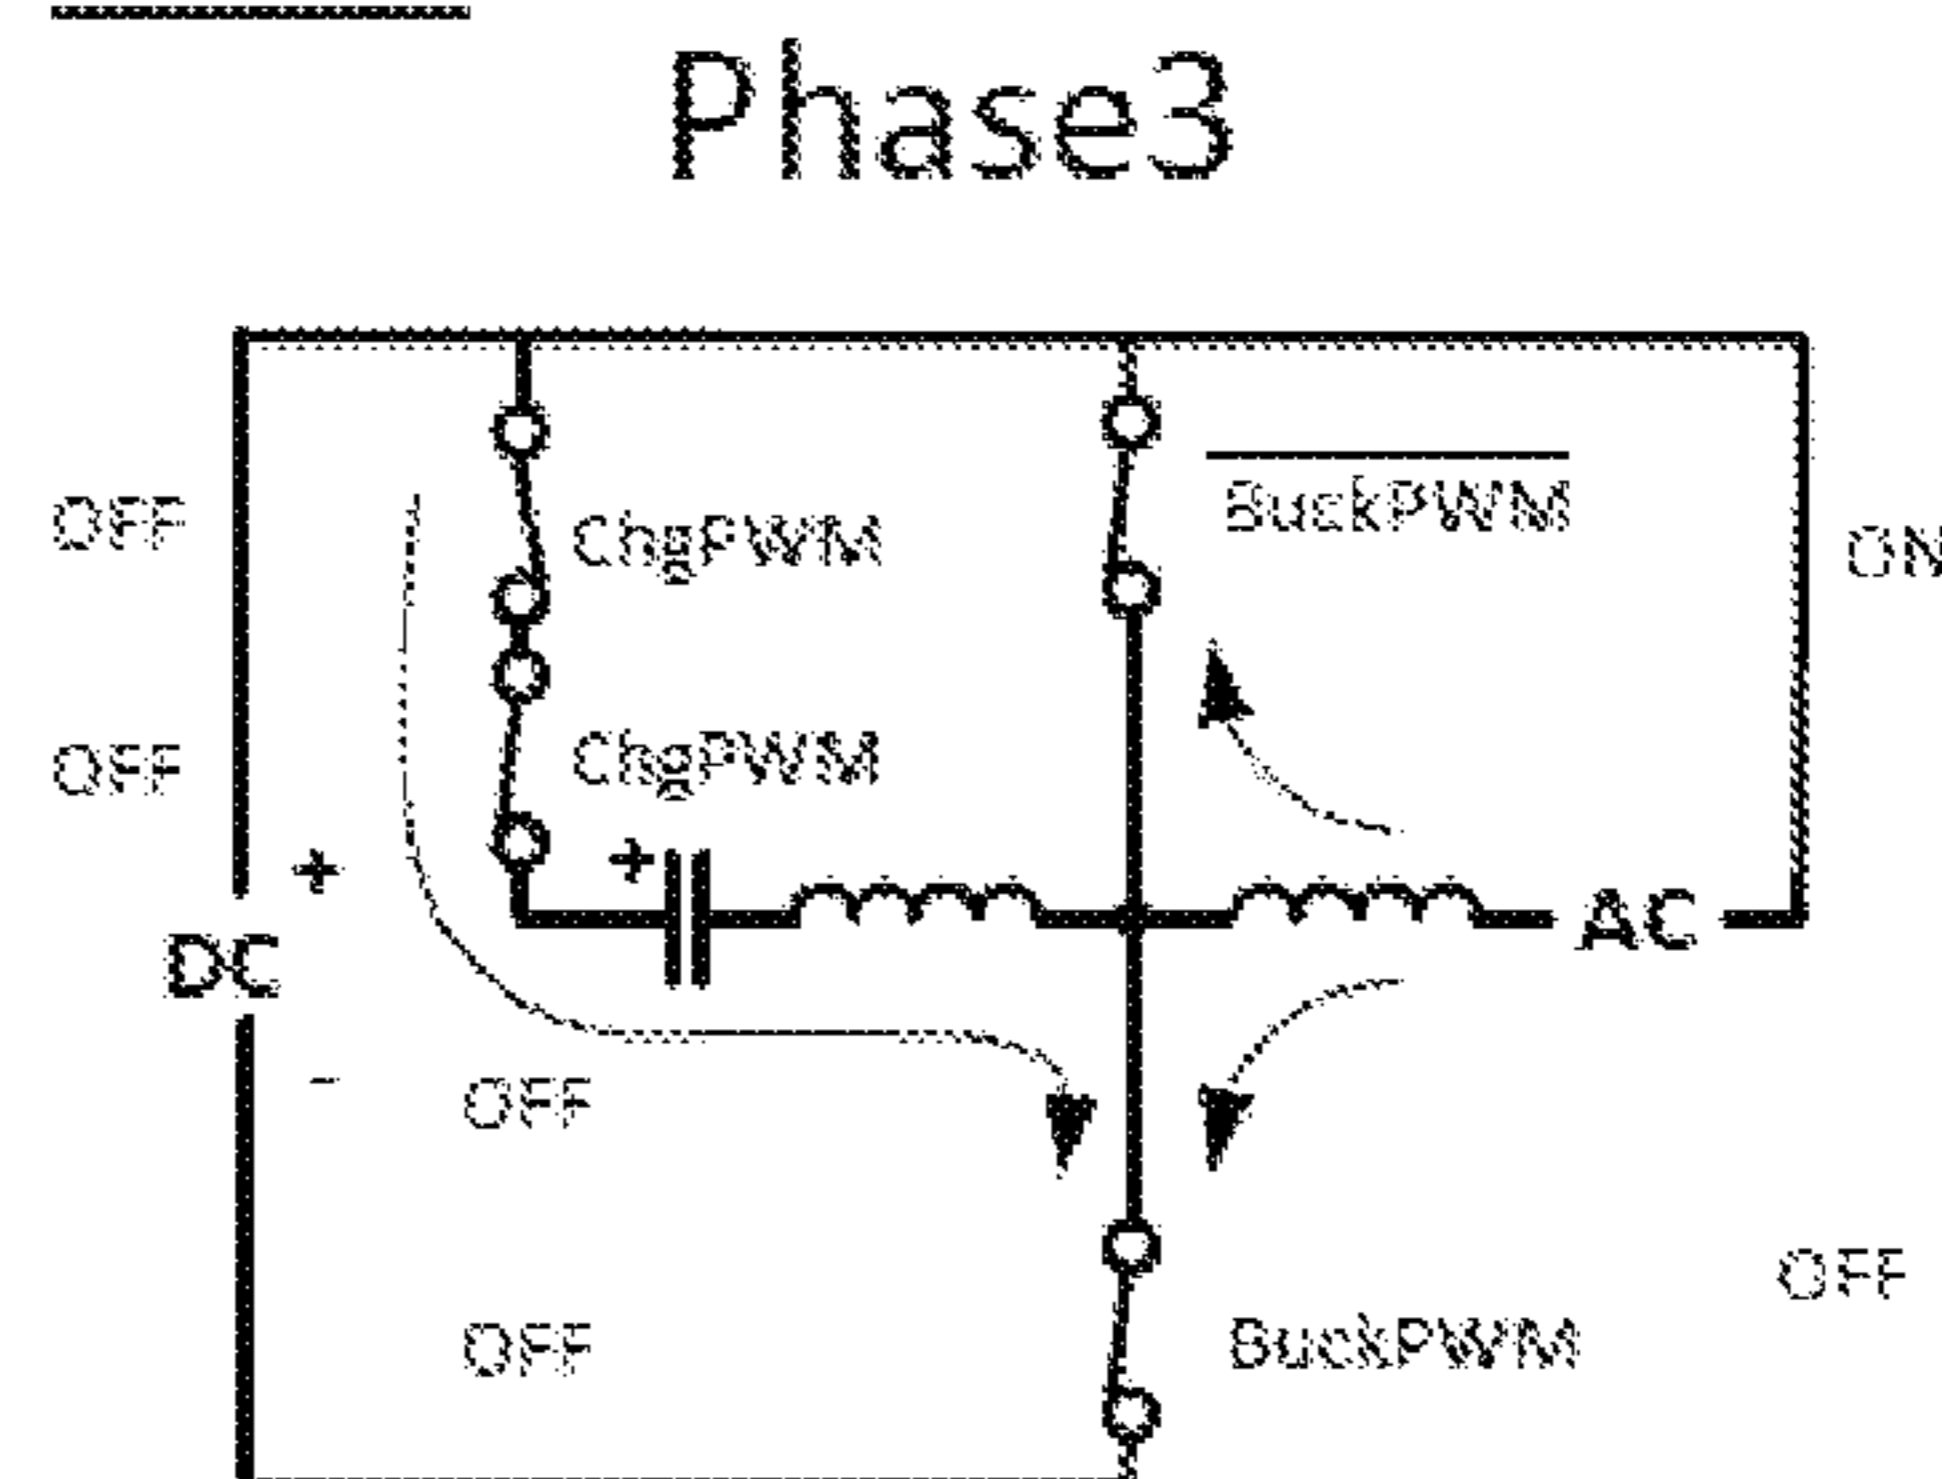 Phase3
BuckPWM
OFF
ChgPWM
ON
OFF
ChgPWM
+
+
AC
DC
-
OFF
OFF
OFF
BuckPWM